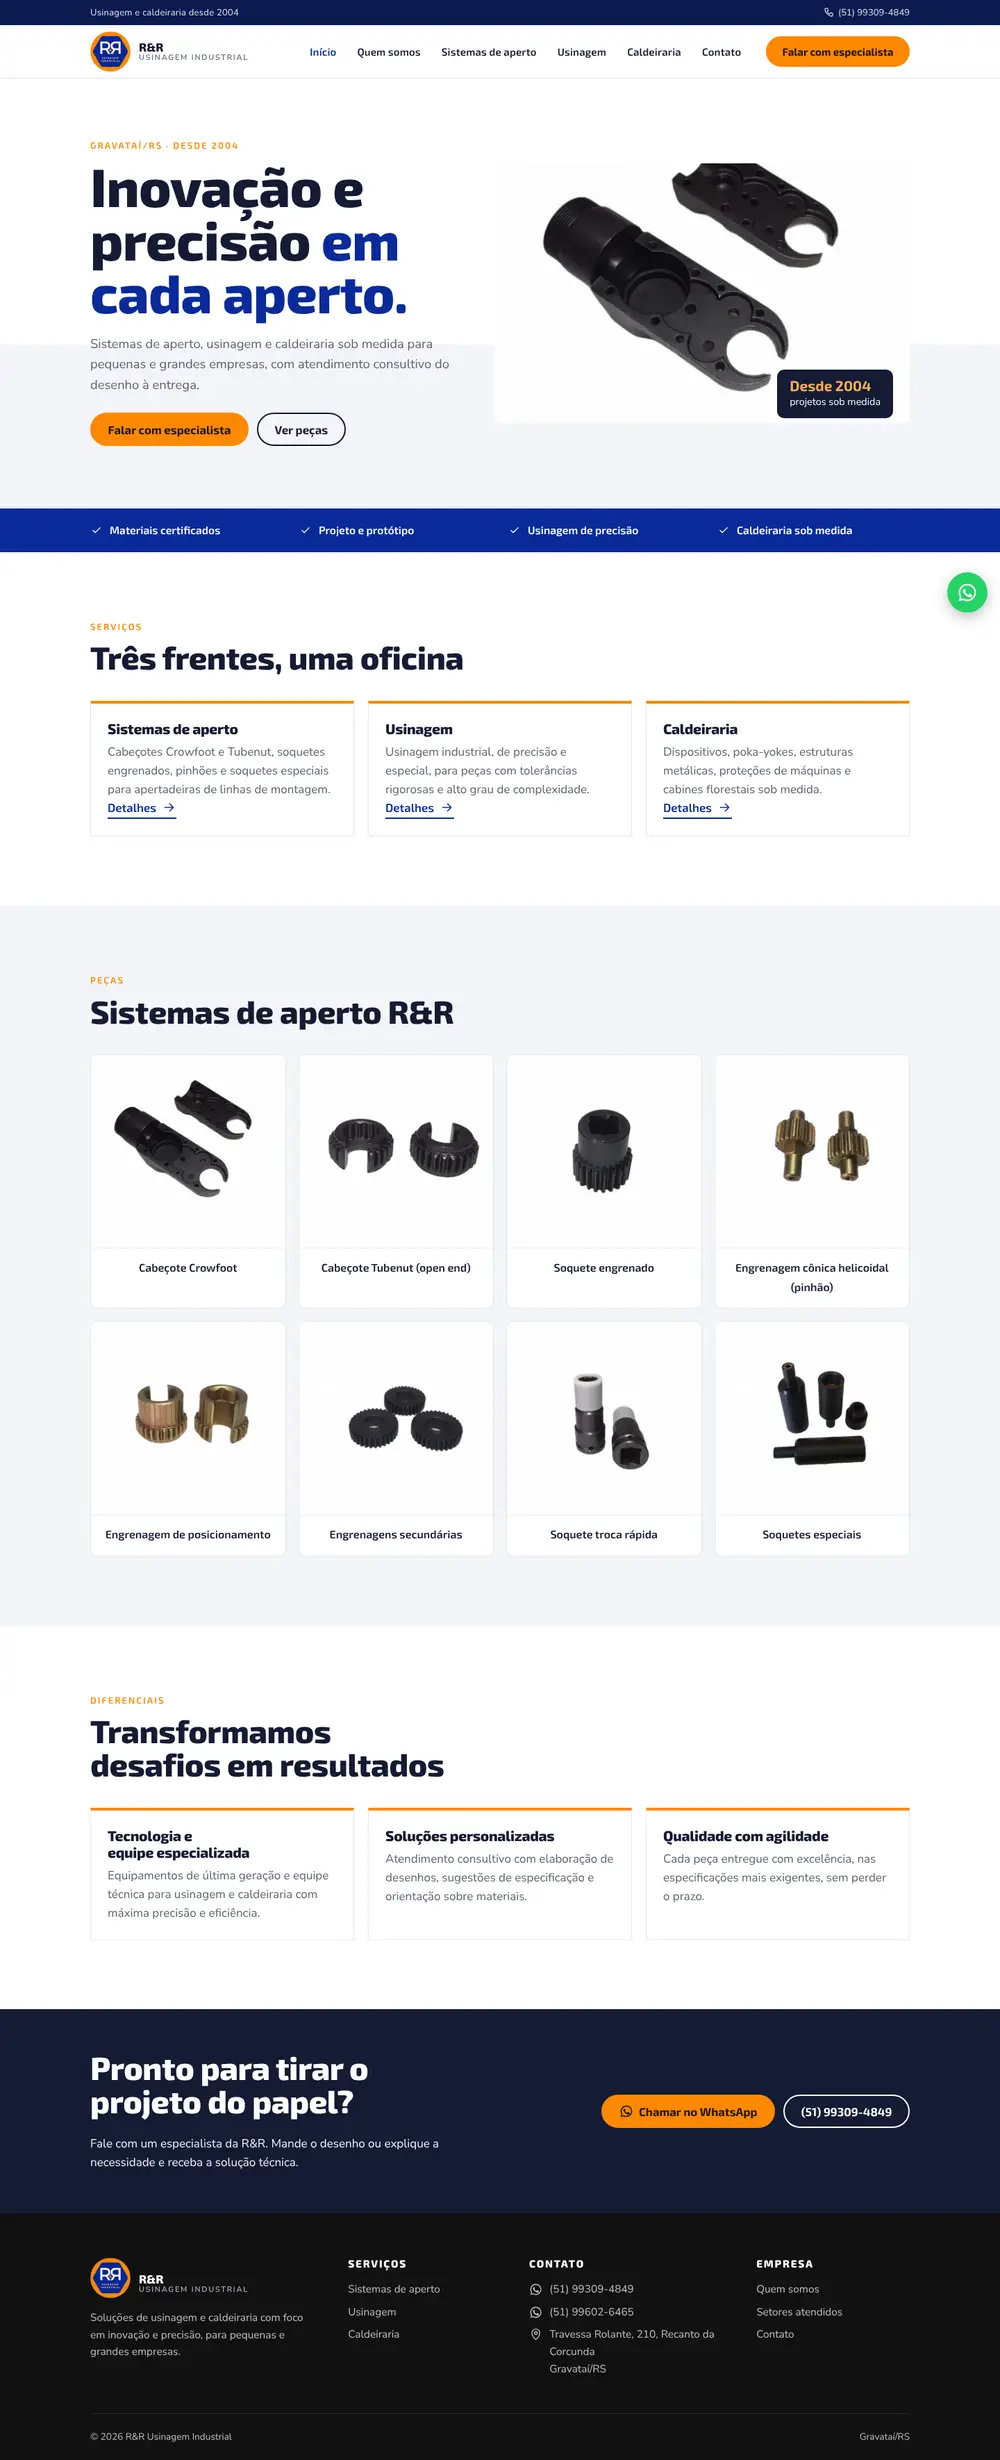 Usinagem e caldeiraria desde 2004
(51) 99309-4849
R&R
USINAGEM INDUSTRIAL
Início
Quem somos
Sistemas de aperto
Usinagem
Caldeiraria
Contato
Falar com especialista
GRAVATAÍ/RS · DESDE 2004
Inovação e
precisão em
cada aperto.
Sistemas de aperto, usinagem e caldeiraria sob medida para
pequenas e grandes empresas, com atendimento consultivo do
desenho à entrega.
Falar com especialista
Ver peças
Desde 2004
projetos sob medida
Materiais certificados
Projeto e protótipo
Usinagem de precisão
Caldeiraria sob medida
SERVIÇOS
Três frentes, uma oficina
Sistemas de aperto
Cabeçotes Crowfoot e Tubenut, soquetes
engrenados, pinhões e soquetes especiais
para apertadeiras de linhas de montagem.
Detalhes
Usinagem
Usinagem industrial, de precisão e
especial, para peças com tolerâncias
rigorosas e alto grau de complexidade.
Detalhes
Caldeiraria
Dispositivos, poka-yokes, estruturas
metálicas, proteções de máquinas e
cabines florestais sob medida.
Detalhes
PEÇAS
Sistemas de aperto R&R
Cabeçote Crowfoot
Cabeçote Tubenut (open end)
Soquete engrenado
Engrenagem cônica helicoidal
(pinhão)
Engrenagem de posicionamento
Engrenagens secundárias
Soquete troca rápida
Soquetes especiais
DIFERENCIAIS
Transformamos
desafios em resultados
Tecnologia e
equipe especializada
Equipamentos de última geração e equipe
técnica para usinagem e caldeiraria com
máxima precisão e eficiência.
Soluções personalizadas
Atendimento consultivo com elaboração de
desenhos, sugestões de especificação e
orientação sobre materiais.
Qualidade com agilidade
Cada peça entregue com excelência, nas
especificações mais exigentes, sem perder
o prazo.
Pronto para tirar o
projeto do papel?
Fale com um especialista da R&R. Mande o desenho ou explique a
necessidade e receba a solução técnica.
Chamar no WhatsApp
(51) 99309-4849
R&R
USINAGEM INDUSTRIAL
Soluções de usinagem e caldeiraria com foco
em inovação e precisão, para pequenas e
grandes empresas.
SERVIÇOS
Sistemas de aperto
Usinagem
Caldeiraria
CONTATO
(51) 99309-4849
(51) 99602-6465
Travessa Rolante, 210, Recanto da
Corcunda
Gravataí/RS
EMPRESA
Quem somos
Setores atendidos
Contato
© 2026 R&R Usinagem Industrial
Gravataí/RS